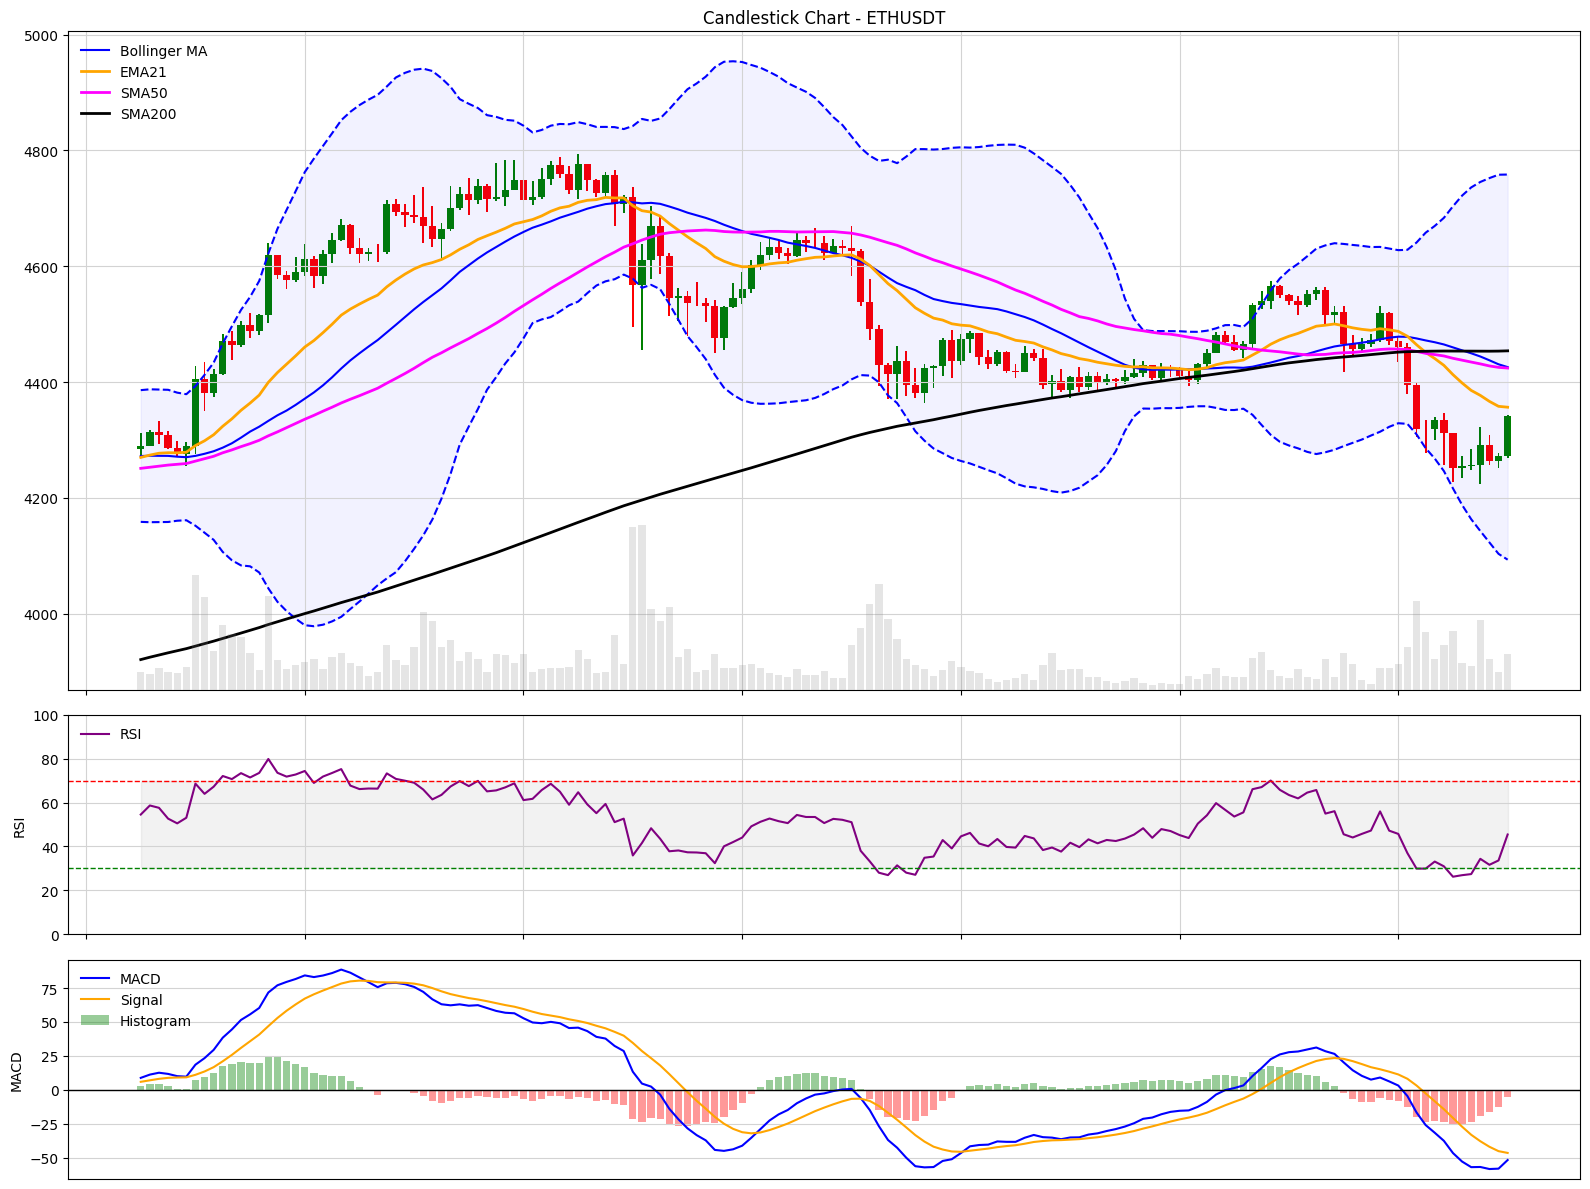 Candlestick Chart - ETHUSDT
5000
4800
4600
4400
4200
4000
Bollinger MA
EMA21
SMA50
SMA200
100
80
60
40
20
0
RSI
RSI
75
50
25
0
−25
−50
MACD
MACD
Signal
Histogram